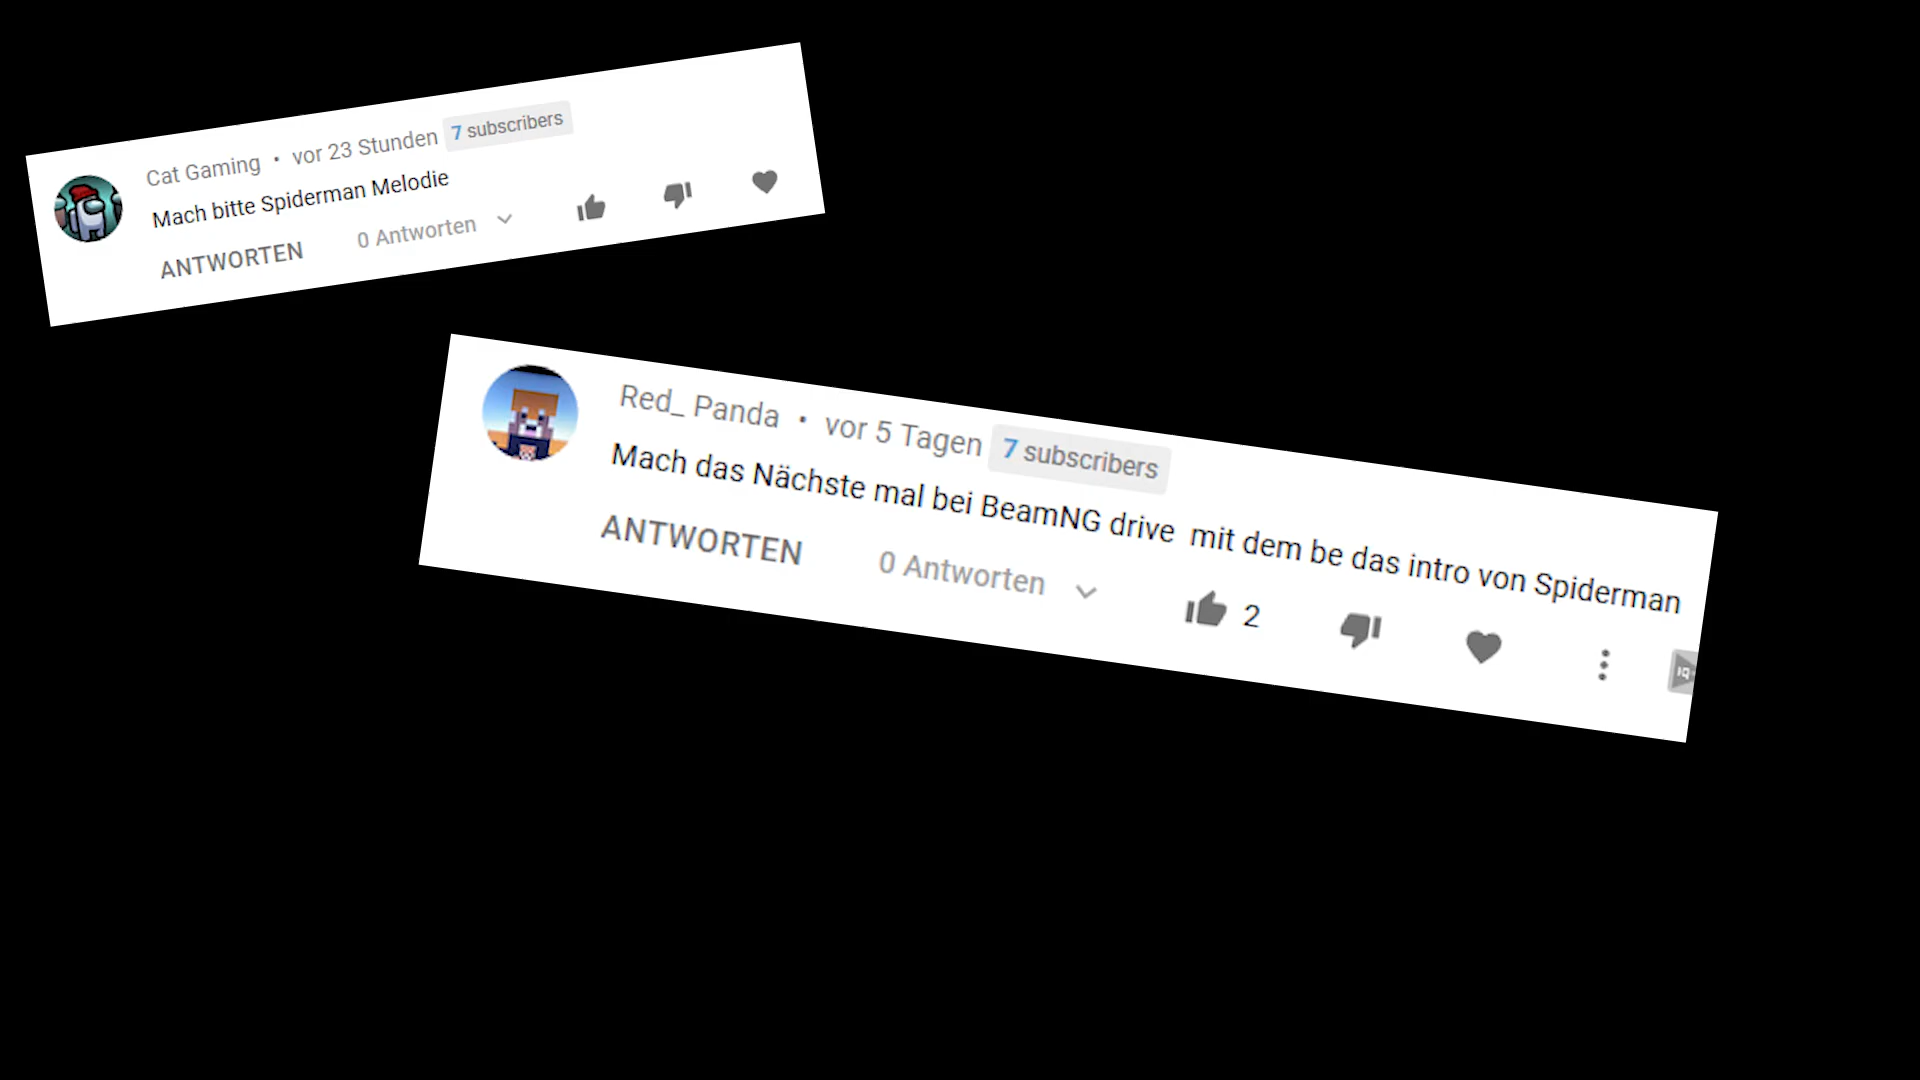 Cat Gaming • vor 23 Stunden 7 subscribers
Mach bitte Spiderman Melodie
ANTWORTEN 0 Antworten
Red_ Panda • vor 5 Tagen 7 subscribers
Mach das Nächste mal bei BeamNG drive mit dem be das intro von Spiderman
ANTWORTEN 0 Antworten 2
IQ